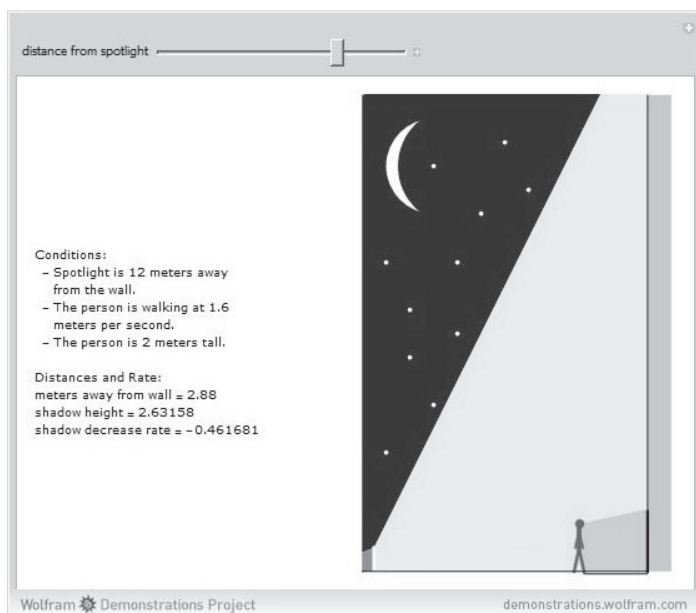 distance from spotlight
Conditions:
– Spotlight is 12 meters away
from the wall.
– The person is walking at 1.6
meters per second.
– The person is 2 meters tall.
Distances and Rate:
meters away from wall = 2.88
shadow height = 2.63158
shadow decrease rate = −0.461681
Wolfram Demonstrations Project
demonstrations.wolfram.com